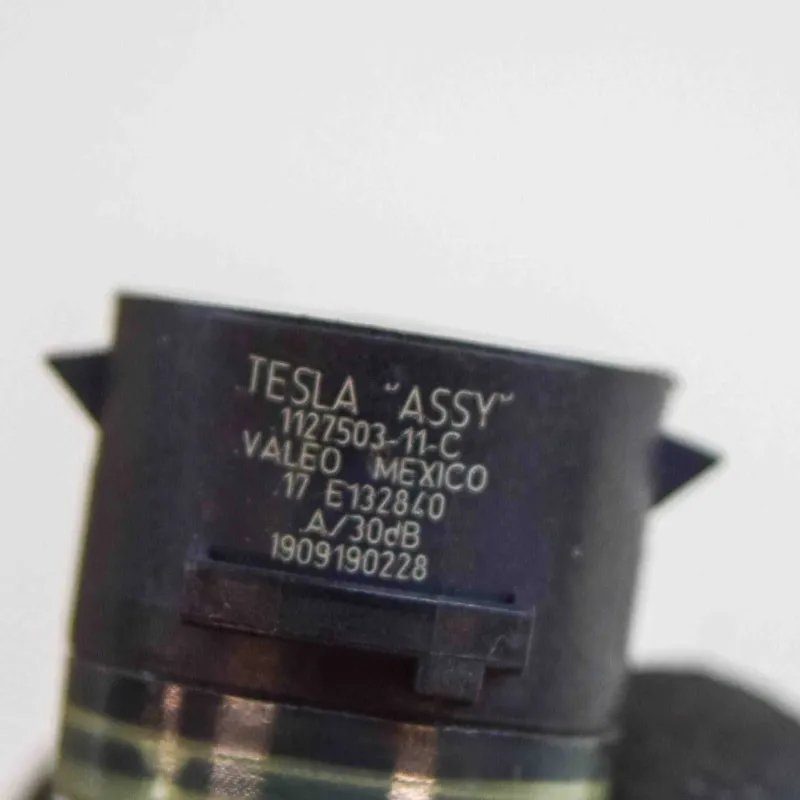 TESLA "ASSY"
1127503-11-C
VALEO MEXICO
17 E132840
A/30dB
1909190228